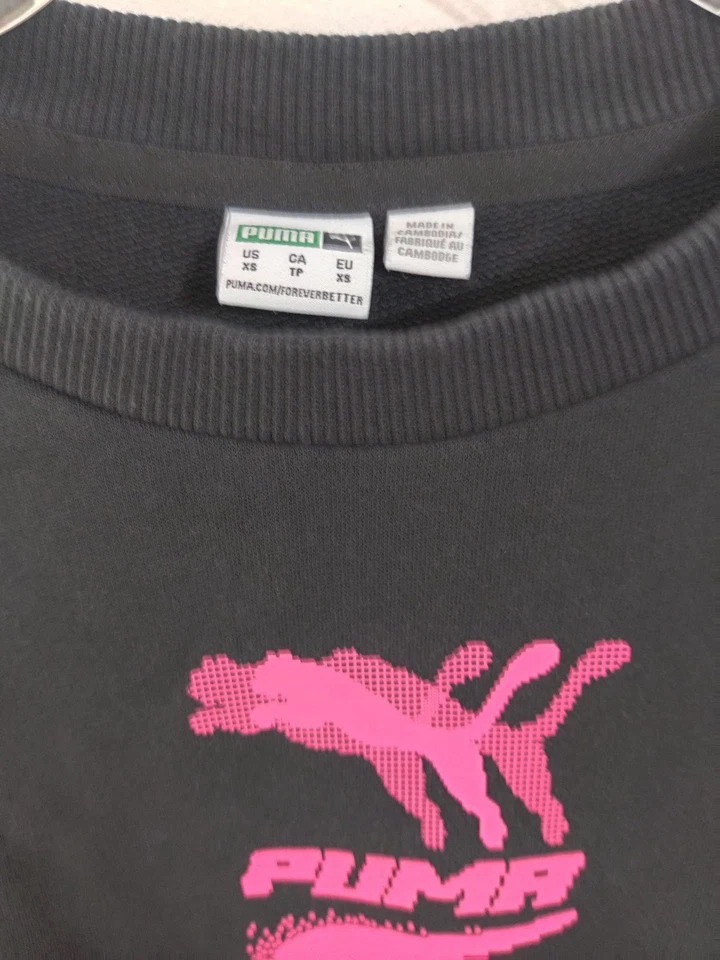 PUMA
US CA EU
XS TP XS
PUMA.COM/FOREVERBETTER
MADE IN
CAMBODIA/
FABRIQUÉ AU
CAMBODGE
PUMA